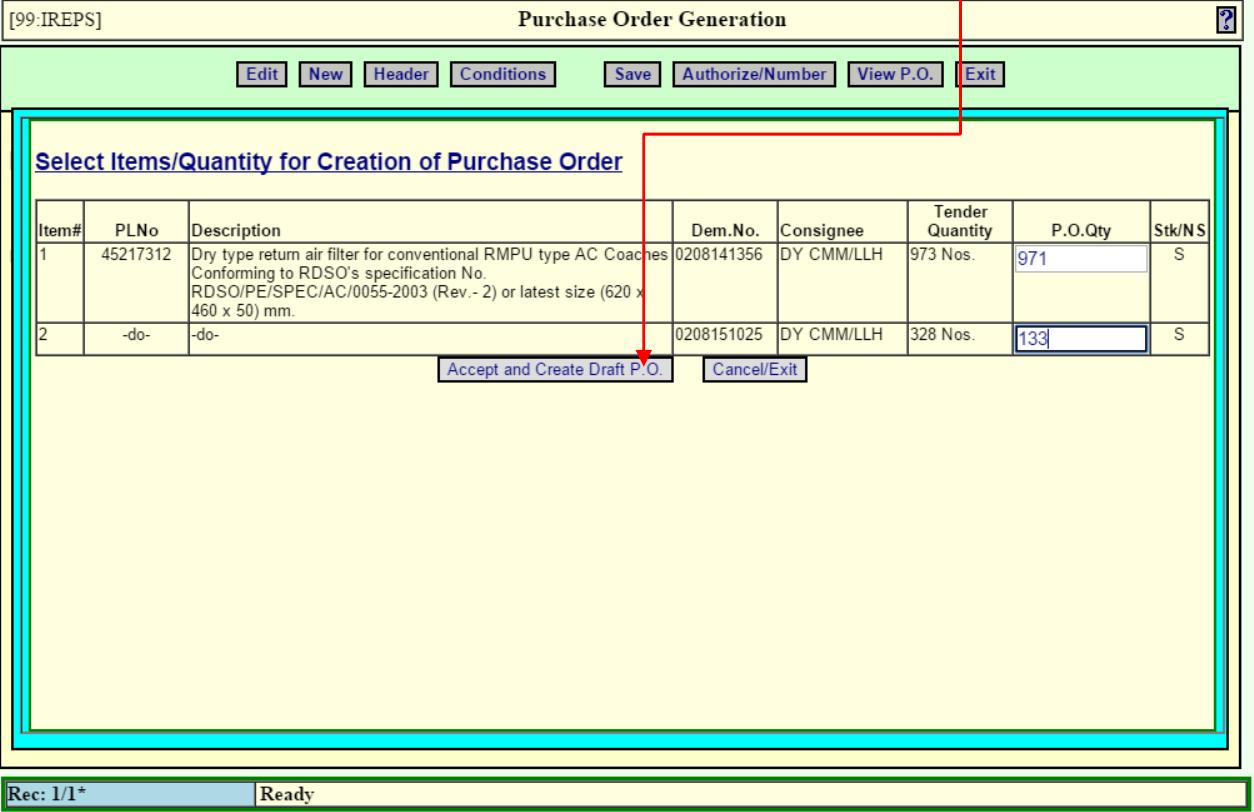 [99:IREPS] Purchase Order Generation ?
Edit New Header Conditions Save Authorize/Number View P.O. Exit
Select Items/Quantity for Creation of Purchase Order
Item# PLNo Description Dem.No. Consignee Tender Quantity P.O.Qty Stk/NS
1 45217312 Dry type return air filter for conventional RMPU type AC Coaches 0208141356 DY CMM/LLH 973 Nos. 971 S
Conforming to RDSO's specification No.
RDSO/PE/SPEC/AC/0055-2003 (Rev.- 2) or latest size (620 x
460 x 50) mm.
2 -do- -do- 0208151025 DY CMM/LLH 328 Nos. 133 S
Accept and Create Draft P.O. Cancel/Exit
Rec: 1/1* Ready